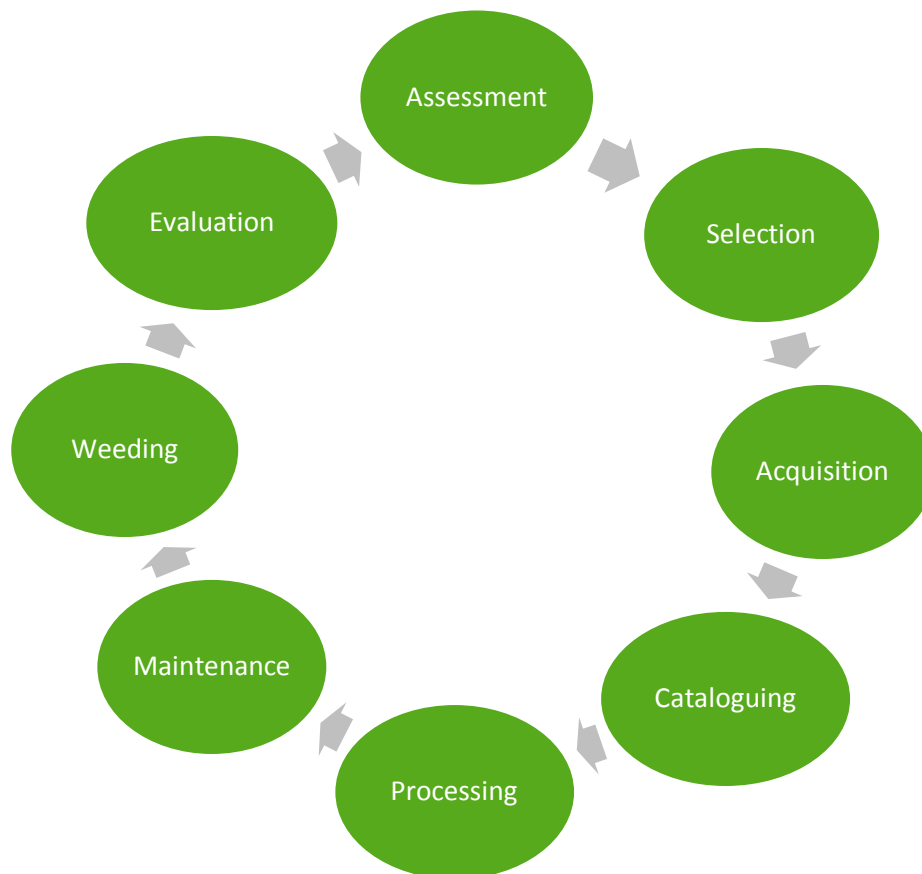 Assessment
Selection
Acquisition
Cataloguing
Processing
Maintenance
Weeding
Evaluation